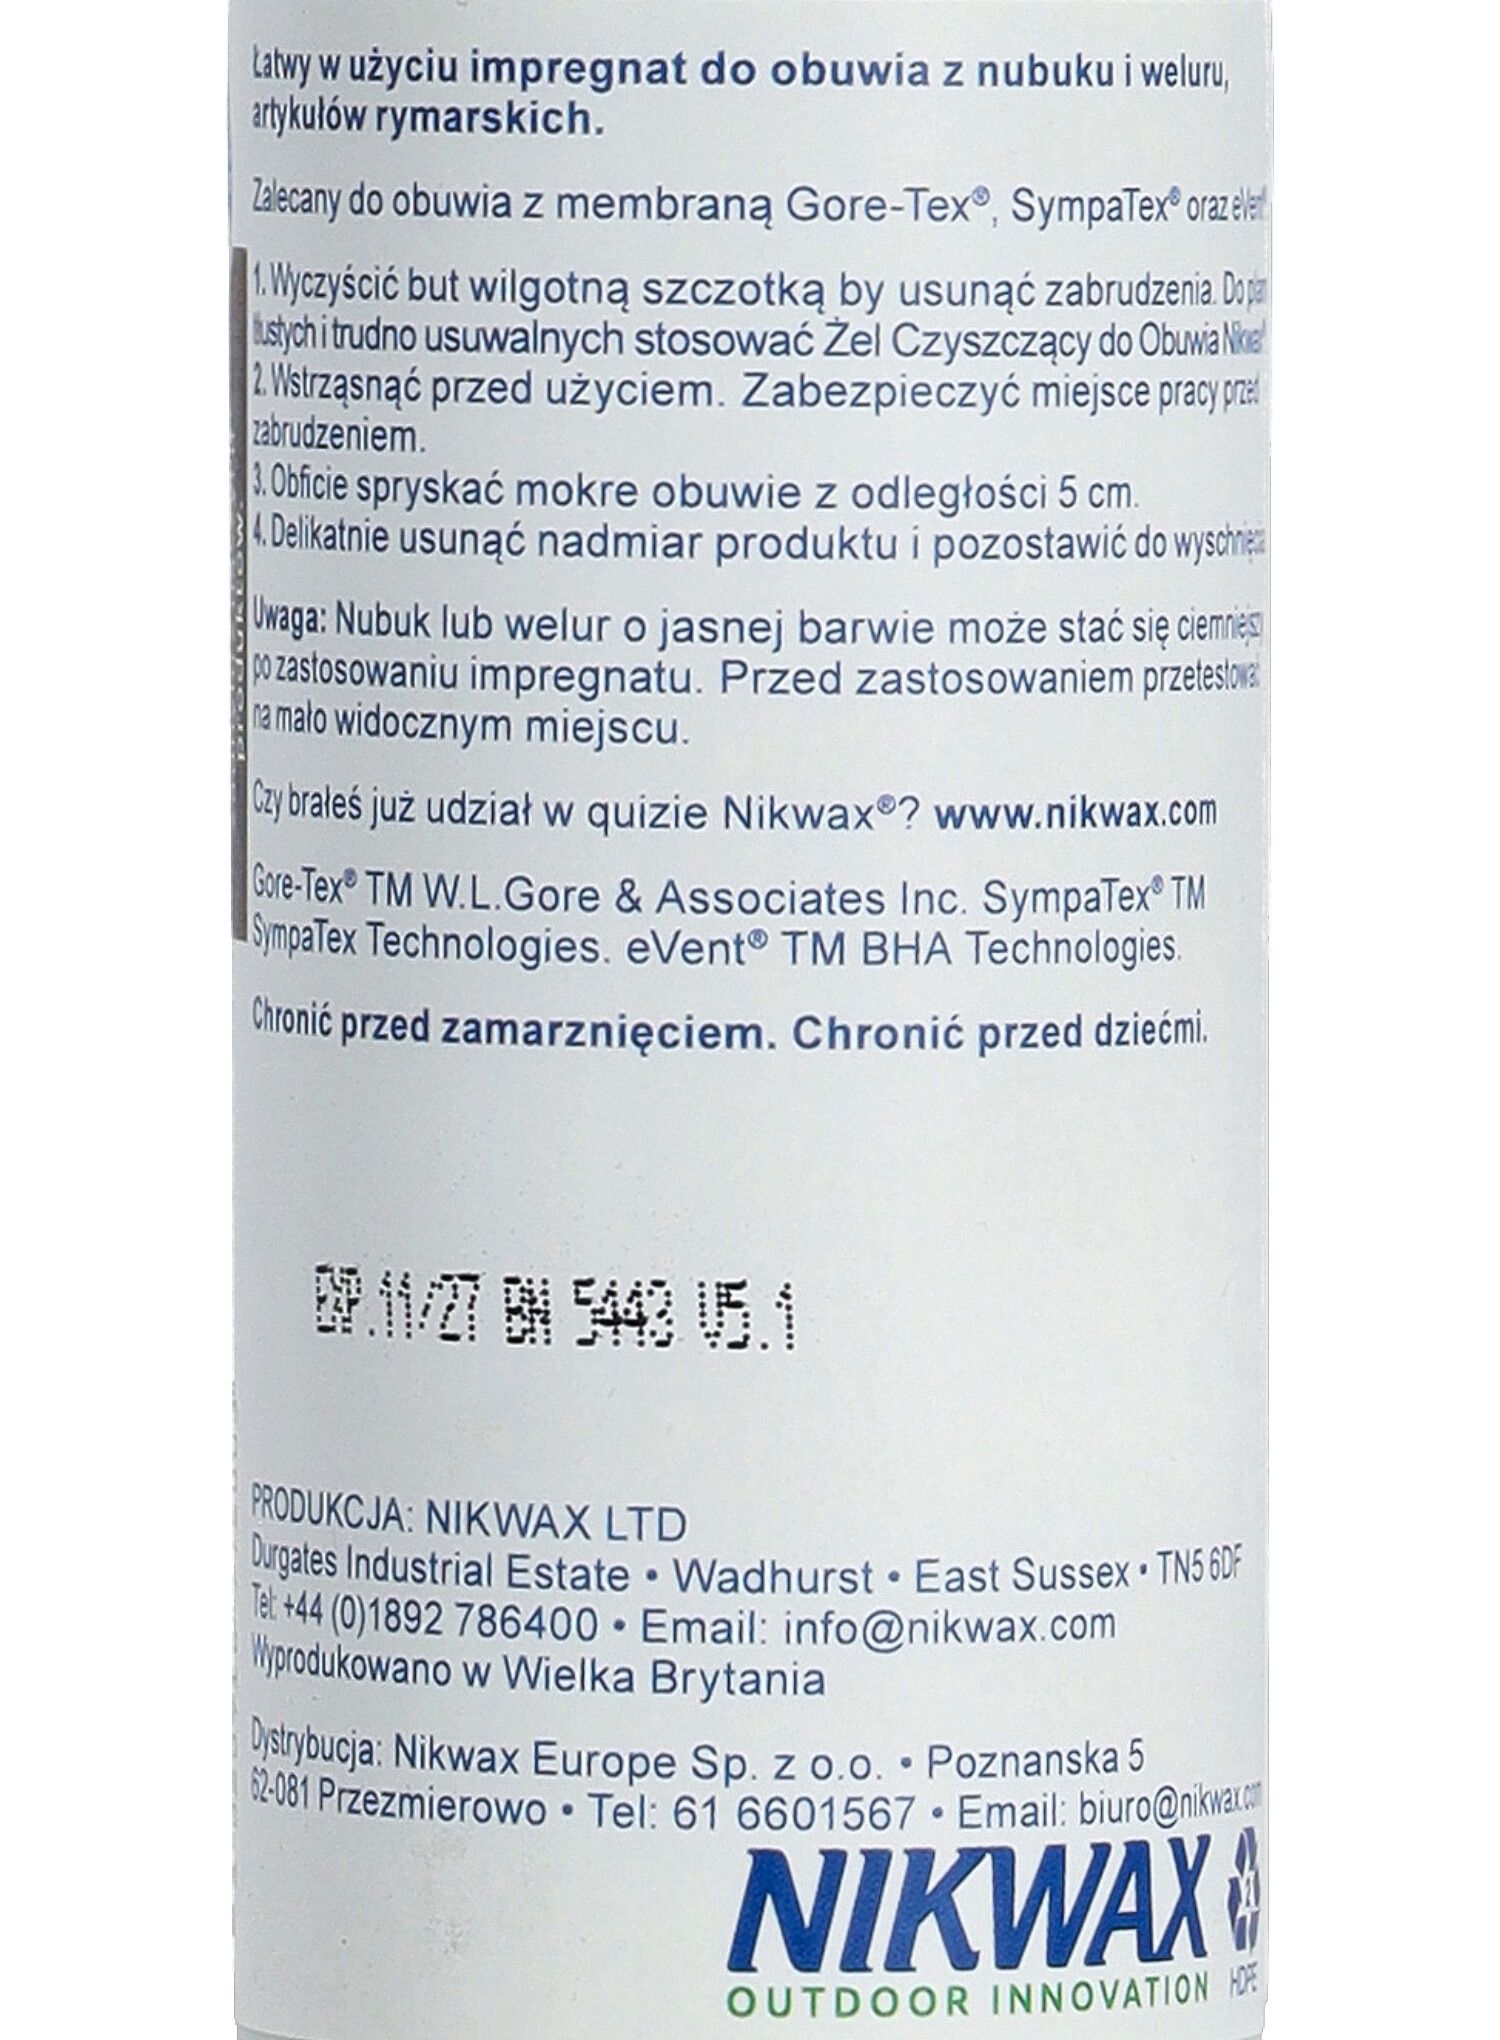 Łatwy w użyciu impregnat do obuwia z nubuku i weluru,
artykułów rymarskich.
Zalecany do obuwia z membraną Gore-Tex®, SympaTex® oraz eVent®
1. Wyczyścić but wilgotną szczotką by usunąć zabrudzenia. Do plam
tłustych i trudno usuwalnych stosować Żel Czyszczący do Obuwia Nikwax®
2. Wstrząsnąć przed użyciem. Zabezpieczyć miejsce pracy przed
zabrudzeniem.
3. Obficie spryskać mokre obuwie z odległości 5 cm.
4. Delikatnie usunąć nadmiar produktu i pozostawić do wyschnięcia
Uwaga: Nubuk lub welur o jasnej barwie może stać się ciemniejszy
po zastosowaniu impregnatu. Przed zastosowaniem przetestować
na mało widocznym miejscu.
Czy brałeś już udział w quizie Nikwax®? www.nikwax.com
Gore-Tex® TM W.L.Gore & Associates Inc. SympaTex® TM
SympaTex Technologies. eVent® TM BHA Technologies.
Chronić przed zamarznięciem. Chronić przed dziećmi.
EXP.11/27 BN 5443 V5.1
PRODUKCJA: NIKWAX LTD
Durgates Industrial Estate • Wadhurst • East Sussex • TN5 6DF
Tel: +44 (0)1892 786400 • Email: info@nikwax.com
Wyprodukowano w Wielka Brytania
Dystrybucja: Nikwax Europe Sp. z o.o. • Poznanska 5
62-081 Przezmierowo • Tel: 61 6601567 • Email: biuro@nikwax.com
NIKWAX
OUTDOOR INNOVATION
2
HDPE